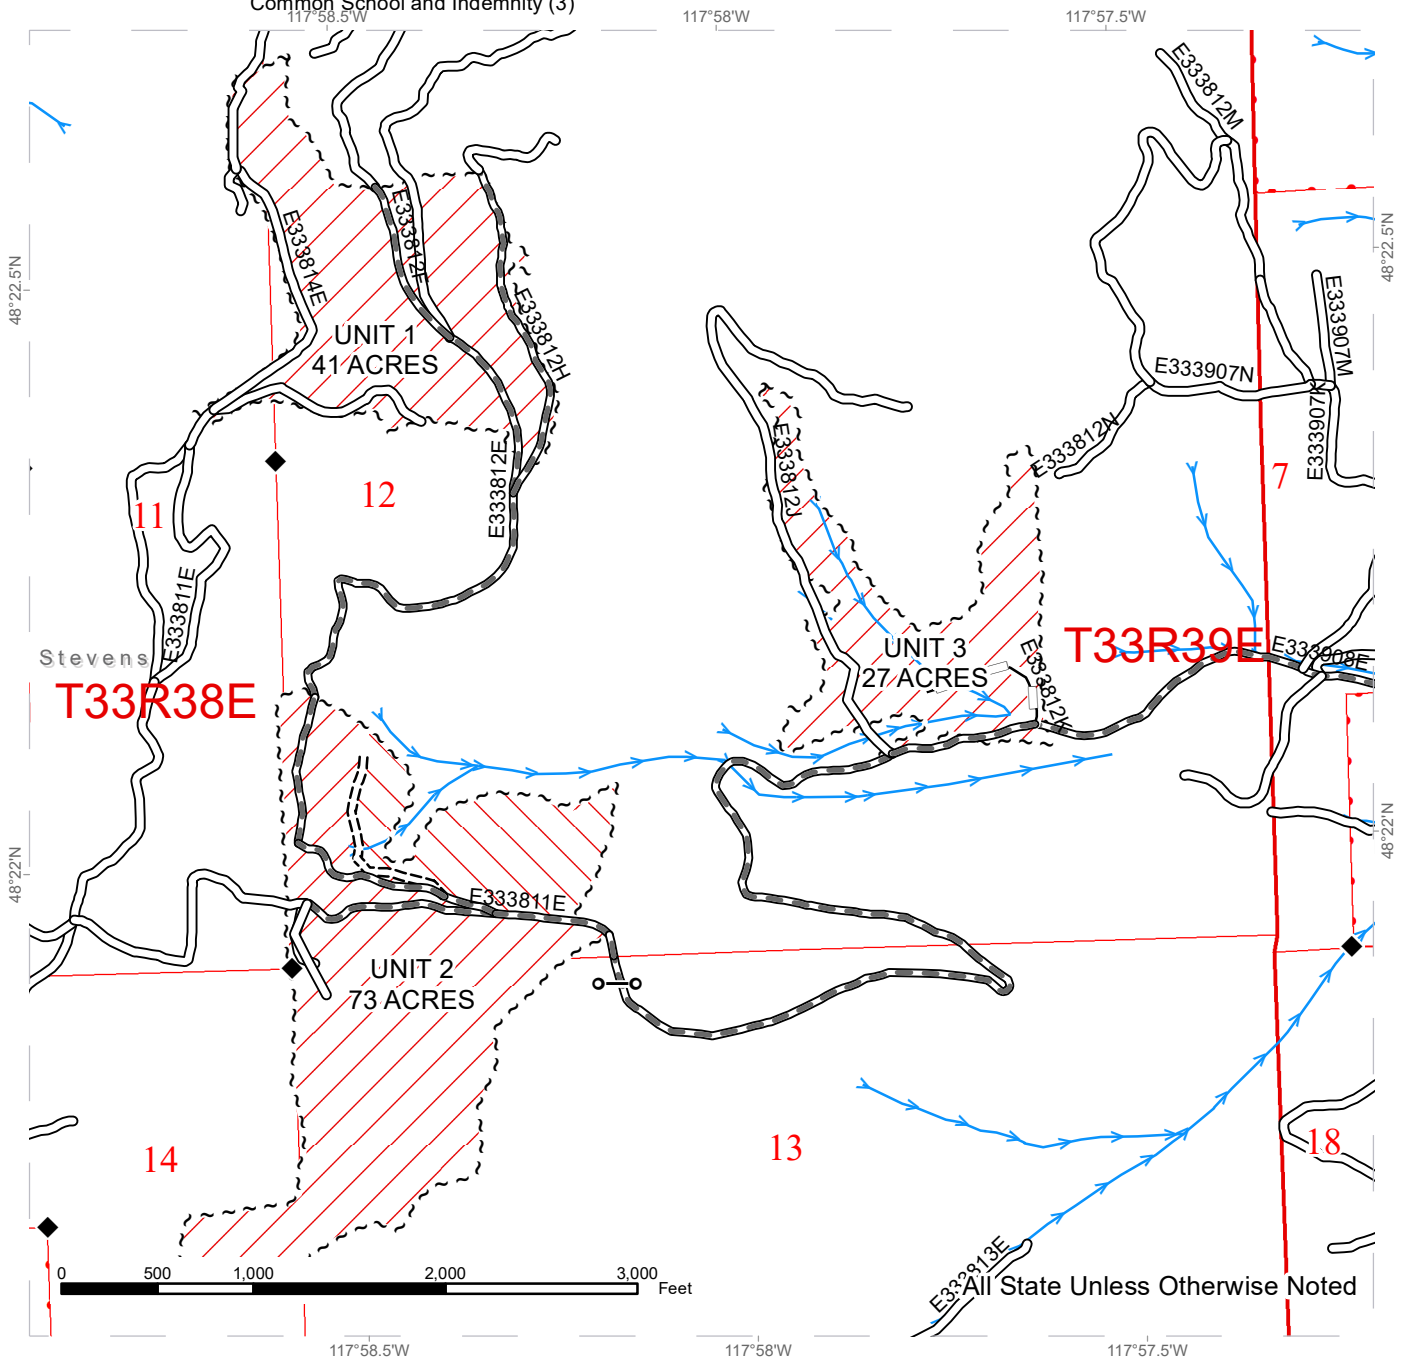 Common School and Indemnity (3)
117°58.5'W
117°58'W
117°57.5'W
E333812M
E333814E
E333812F
48°22.5'N
48°22.5'N
E333812H
UNIT 1
41 ACRES
E333907M
E333907N
E333907K
E333812N
E333812J
E333812E
12
11
7
E333811E
UNIT 3
27 ACRES
E333812K
T33R39E
E333908E
Stevens
T33R38E
48°22'N
48°22'N
E333811E
UNIT 2
73 ACRES
14
13
18
E333813E
0 500 1,000 2,000 3,000
Feet
All State Unless Otherwise Noted
117°58.5'W
117°58'W
117°57.5'W